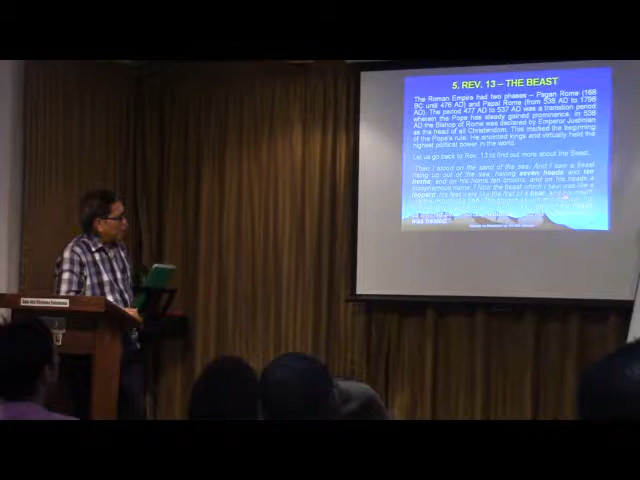 5. REV. 13 – THE BEAST
The Roman Empire had two phases – Pagan Rome (168
BC until 476 AD) and Papal Rome (from 538 AD to 1798
AD). The period 477 AD to 537 AD was a transition period
wherein the Pope has steady gained prominence. In 538
AD the Bishop of Rome was declared by Emperor Justinian
as the head of all Christendom. This marked the beginning
of the Pope's rule. He anointed kings and virtually held the
highest political power in the world.
Let us go back to Rev. 13 to find out more about the Beast.
Then I stood on the sand of the sea. And I saw a beast
rising up out of the sea, having seven heads and ten
horns, and on his horns ten crowns, and on his heads a
blasphemous name. Now the beast which I saw was like a
leopard, his feet were like the feet of a bear, and
was healed,